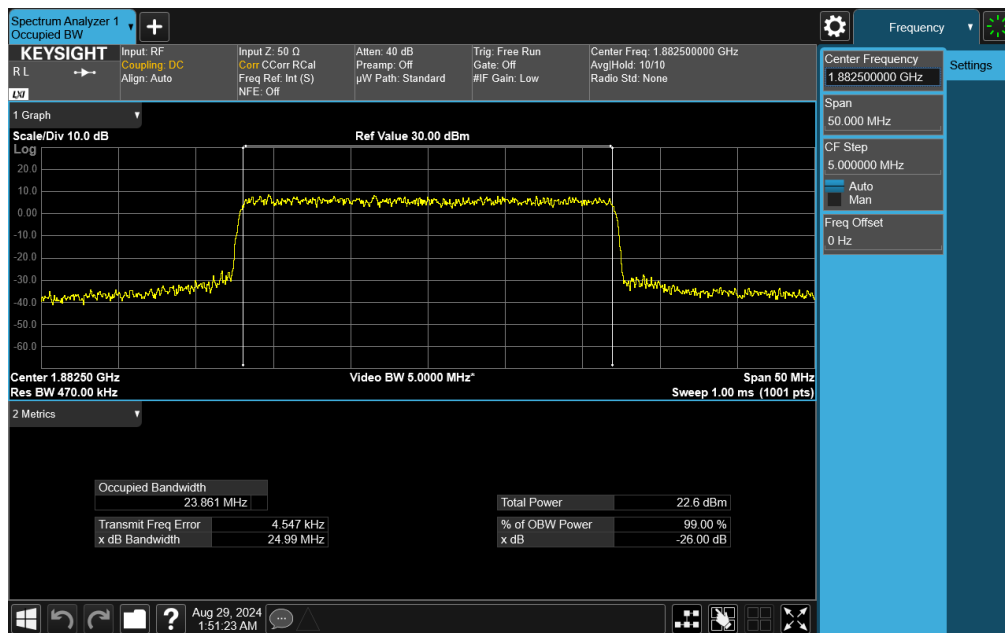 Spectrum Analyzer 1
Occupied BW
Frequency
KEYSIGHT
R L
LXI
Input: RF
Coupling: DC
Align: Auto
Input Z: 50 Ω
Corr CCorr RCal
Freq Ref: Int (S)
NFE: Off
Atten: 40 dB
Preamp: Off
µW Path: Standard
Trig: Free Run
Gate: Off
#IF Gain: Low
Center Freq: 1.882500000 GHz
Avg|Hold: 10/10
Radio Std: None
Center Frequency
1.882500000 GHz
Settings
Span
50.000 MHz
CF Step
5.000000 MHz
Auto
Man
Freq Offset
0 Hz
1 Graph
Scale/Div 10.0 dB
Ref Value 30.00 dBm
Log
20.0
10.0
0.00
-10.0
-20.0
-30.0
-40.0
-50.0
-60.0
Center 1.88250 GHz
Video BW 5.0000 MHz*
Span 50 MHz
Res BW 470.00 kHz
Sweep 1.00 ms (1001 pts)
2 Metrics
Occupied Bandwidth
23.861 MHz
Total Power 22.6 dBm
Transmit Freq Error 4.547 kHz
% of OBW Power 99.00 %
x dB Bandwidth 24.99 MHz
x dB -26.00 dB
Aug 29, 2024
1:51:23 AM